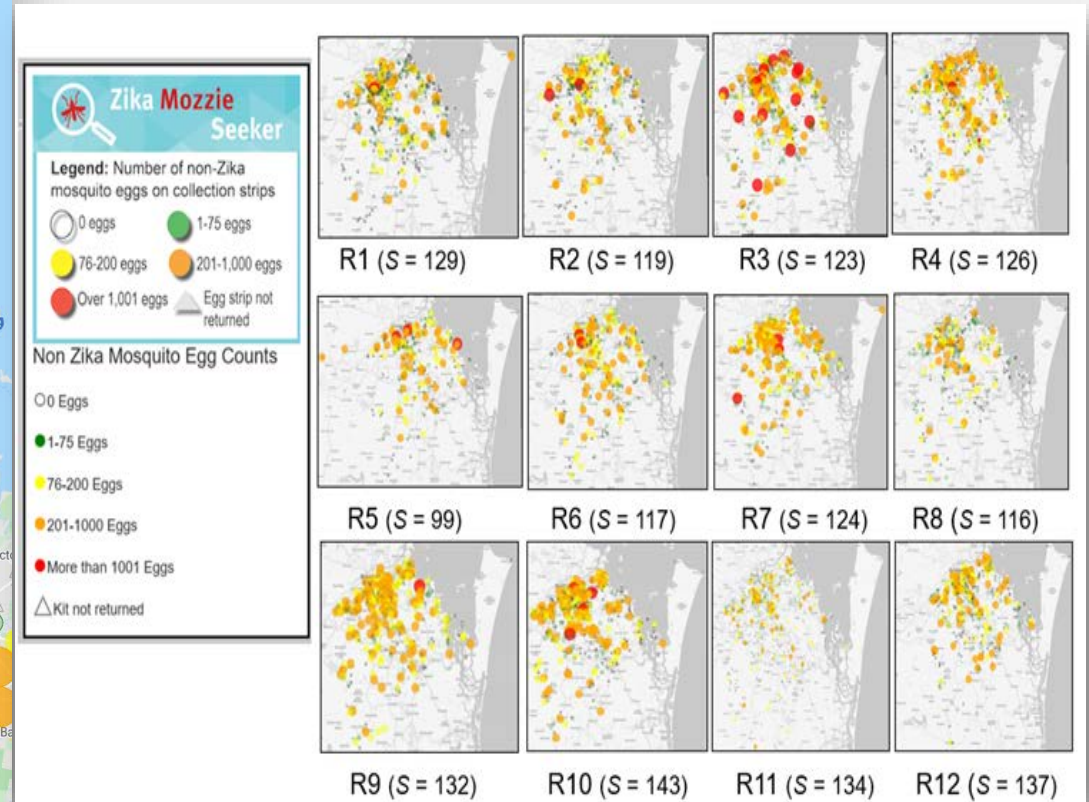 Zika Mozzie
Seeker
Legend: Number of non-Zika
mosquito eggs on collection strips
0 eggs
1-75 eggs
76-200 eggs
201-1,000 eggs
Over 1,001 eggs
Egg strip not
returned
Non Zika Mosquito Egg Counts
0 Eggs
1-75 Eggs
76-200 Eggs
201-1000 Eggs
More than 1001 Eggs
Kit not returned
R1 (S = 129)
R2 (S = 119)
R3 (S = 123)
R4 (S = 126)
R5 (S = 99)
R6 (S = 117)
R7 (S = 124)
R8 (S = 116)
R9 (S = 132)
R10 (S = 143)
R11 (S = 134)
R12 (S = 137)